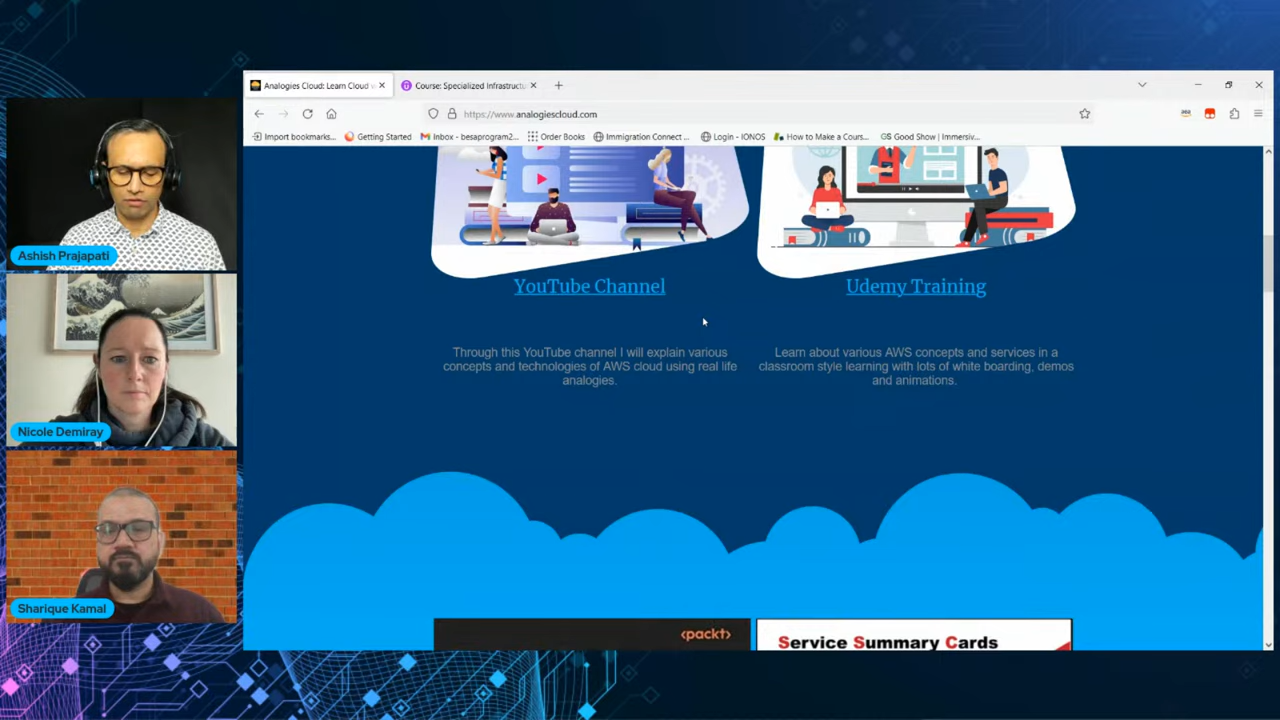 Ashish Prajapati
Nicole Demiray
Sharique Kamal
Analogies Cloud: Learn Cloud
Course: Specialized Infrastructu
https://www.analogiescloud.com
Import bookmarks... Getting Started Inbox - besaprogram2... Order Books Immigration Connect ... Login - IONOS How to Make a Cours... GS Good Show | Immersiv...
YouTube Channel
Through this YouTube channel I will explain various
concepts and technologies of AWS cloud using real life
analogies.
Udemy Training
Learn about various AWS concepts and services in a
classroom style learning with lots of white boarding, demos
and animations.
<packt>
Service Summary Cards